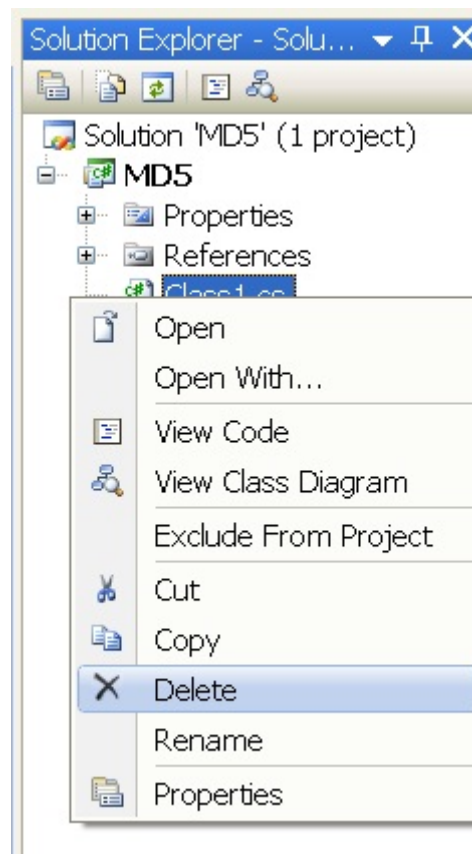 Solution Explorer - Solu...
Solution 'MD5' (1 project)
MD5
Properties
References
Class1.cs
Open
Open With...
View Code
View Class Diagram
Exclude From Project
Cut
Copy
Delete
Rename
Properties